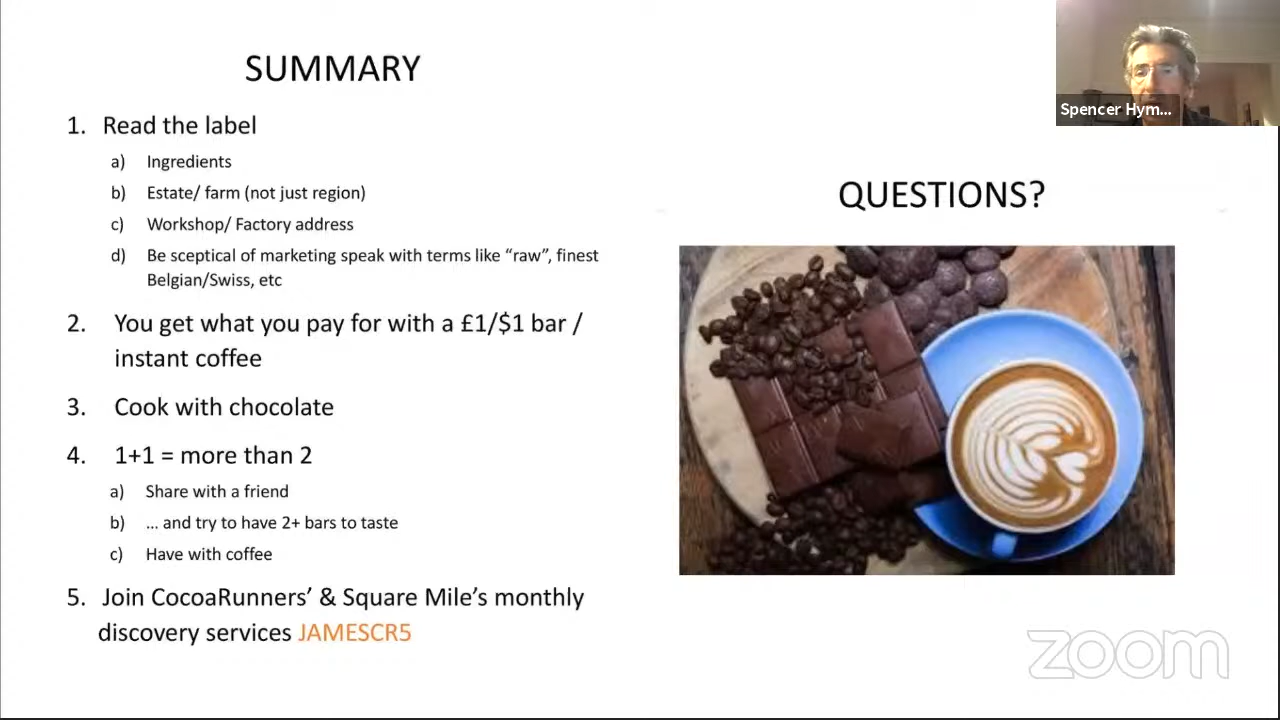 SUMMARY
1. Read the label
a) Ingredients
b) Estate/ farm (not just region)
c) Workshop/ Factory address
d) Be sceptical of marketing speak with terms like “raw”, finest
Belgian/Swiss, etc
2. You get what you pay for with a £1/$1 bar /
instant coffee
3. Cook with chocolate
4. 1+1 = more than 2
a) Share with a friend
b) ... and try to have 2+ bars to taste
c) Have with coffee
5. Join CocoaRunners’ & Square Mile’s monthly
discovery services JAMESCR5
QUESTIONS?
Spencer Hym...
zoom